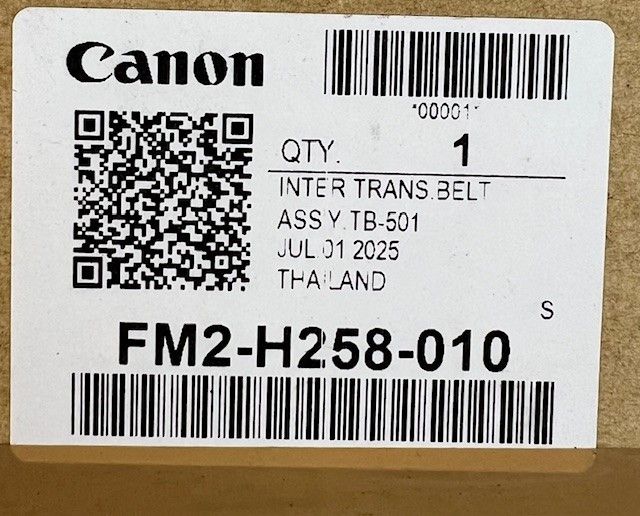 Canon
*00001*
QTY. 1
INTER TRANS.BELT
ASS'Y.TB-501
JUL 01 2025
THAILAND
S
FM2-H258-010